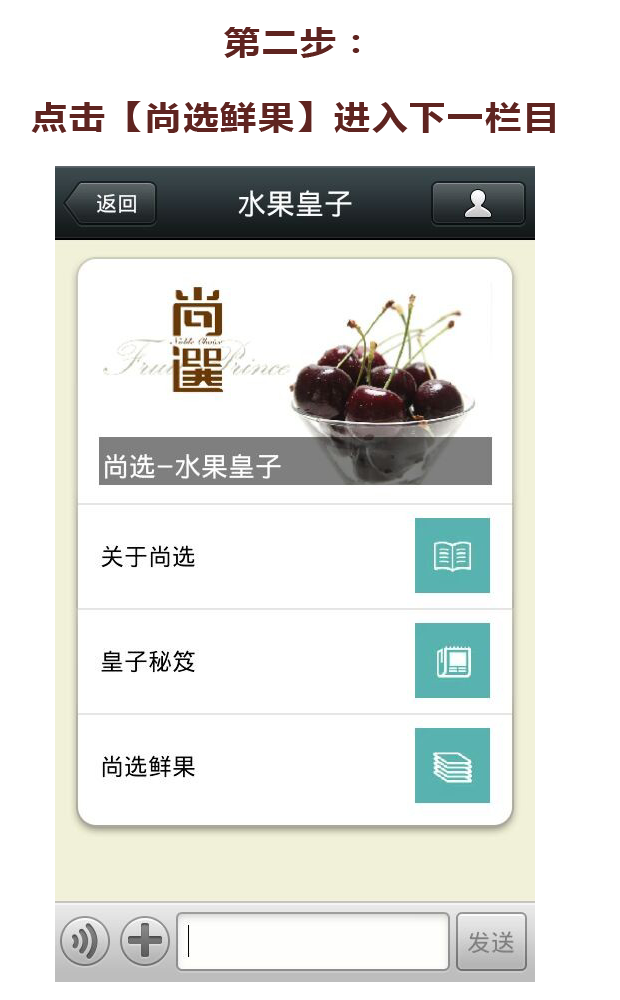 第二步：
点击【尚选鲜果】进入下一栏目
返回
水果皇子
尚
Noble Choice
Fruit Prince
選
尚选-水果皇子
关于尚选
皇子秘笈
尚选鲜果
发送